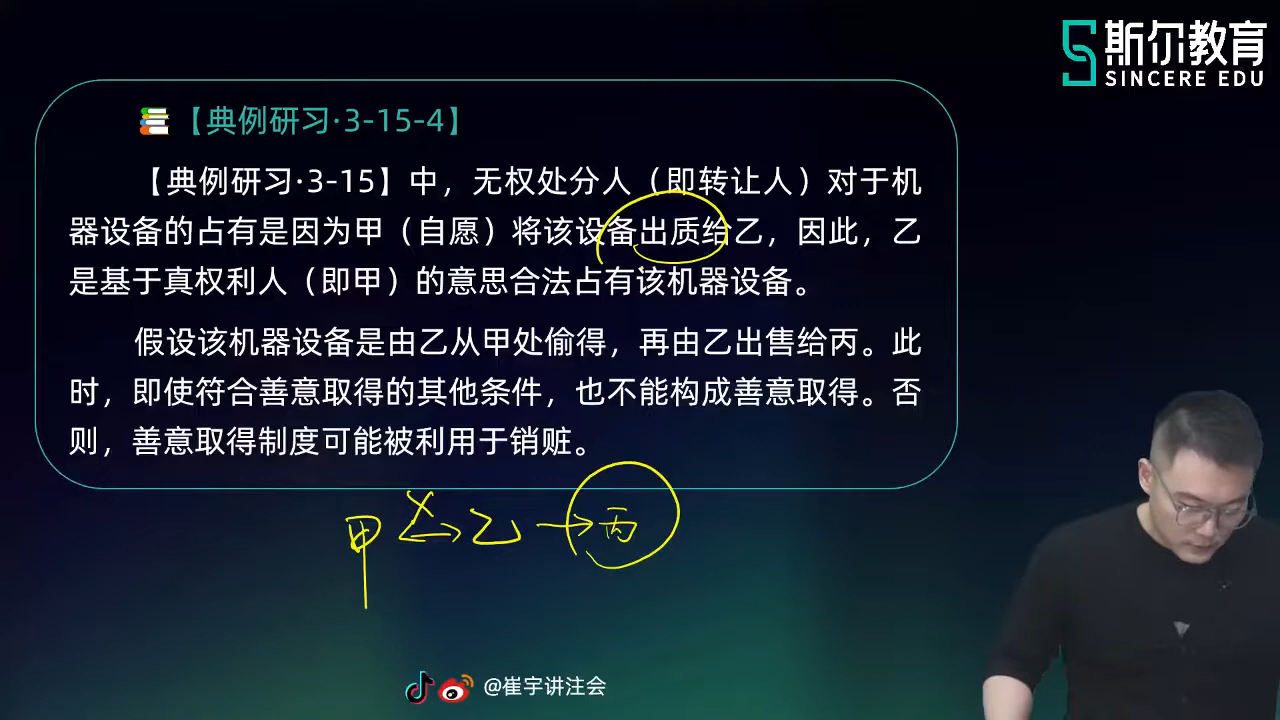 斯尔教育
SINCERE EDU
【典例研习·3-15-4】
【典例研习·3-15】中，无权处分人（即转让人）对于机
器设备的占有是因为甲（自愿）将该设备出质给乙，因此，乙
是基于真权利人（即甲）的意思合法占有该机器设备。
假设该机器设备是由乙从甲处偷得，再由乙出售给丙。此
时，即使符合善意取得的其他条件，也不能构成善意取得。否
则，善意取得制度可能被利用于销赃。
甲 乙 丙
@崔宇讲注会